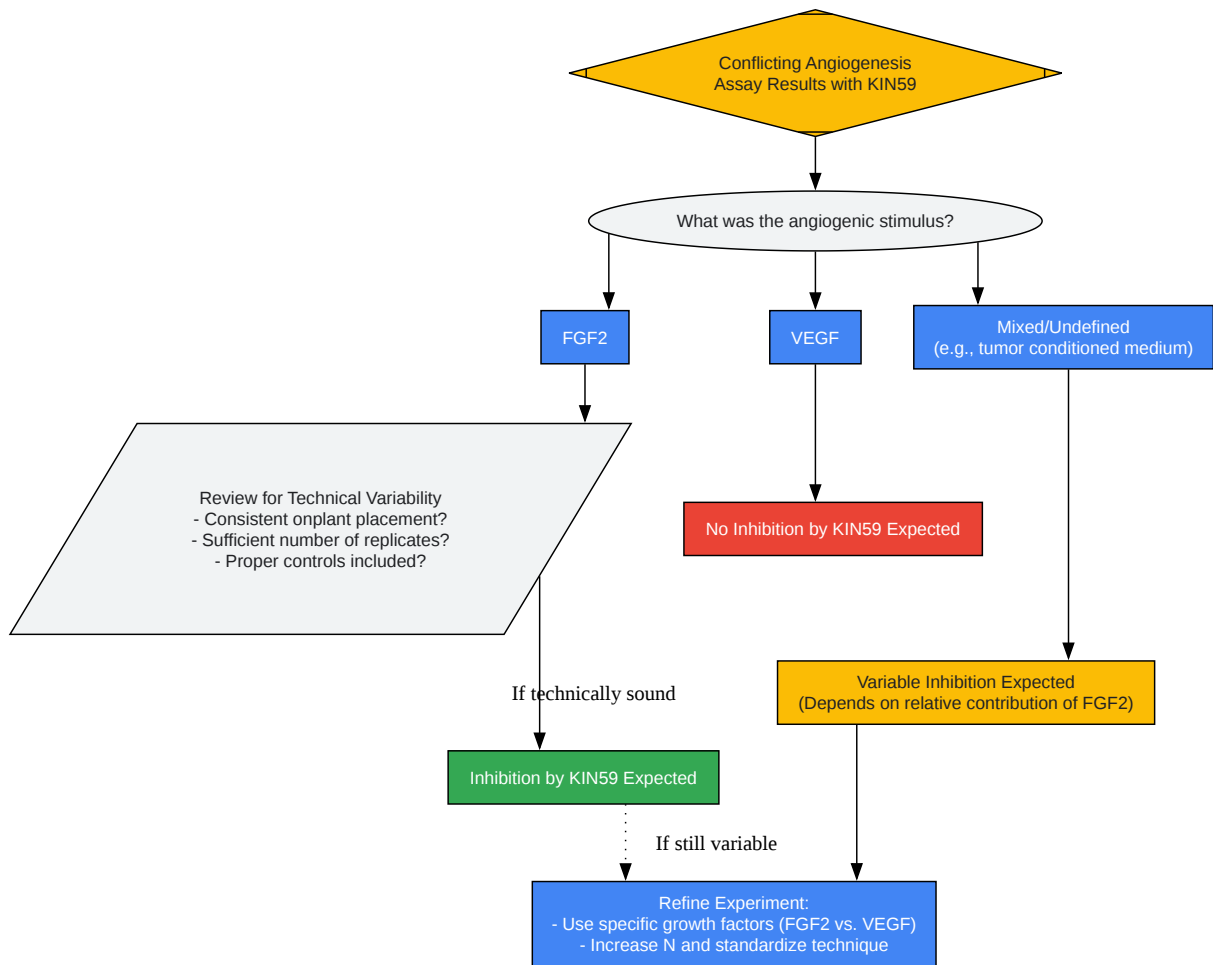 Conflicting Angiogenesis
Assay Results with KIN59
What was the angiogenic stimulus?
FGF2
VEGF
Mixed/Undefined
(e.g., tumor conditioned medium)
Review for Technical Variability
- Consistent onplant placement?
- Sufficient number of replicates?
- Proper controls included?
No Inhibition by KIN59 Expected
If technically sound
Variable Inhibition Expected
(Depends on relative contribution of FGF2)
Inhibition by KIN59 Expected
If still variable
Refine Experiment:
- Use specific growth factors (FGF2 vs. VEGF)
- Increase N and standardize technique